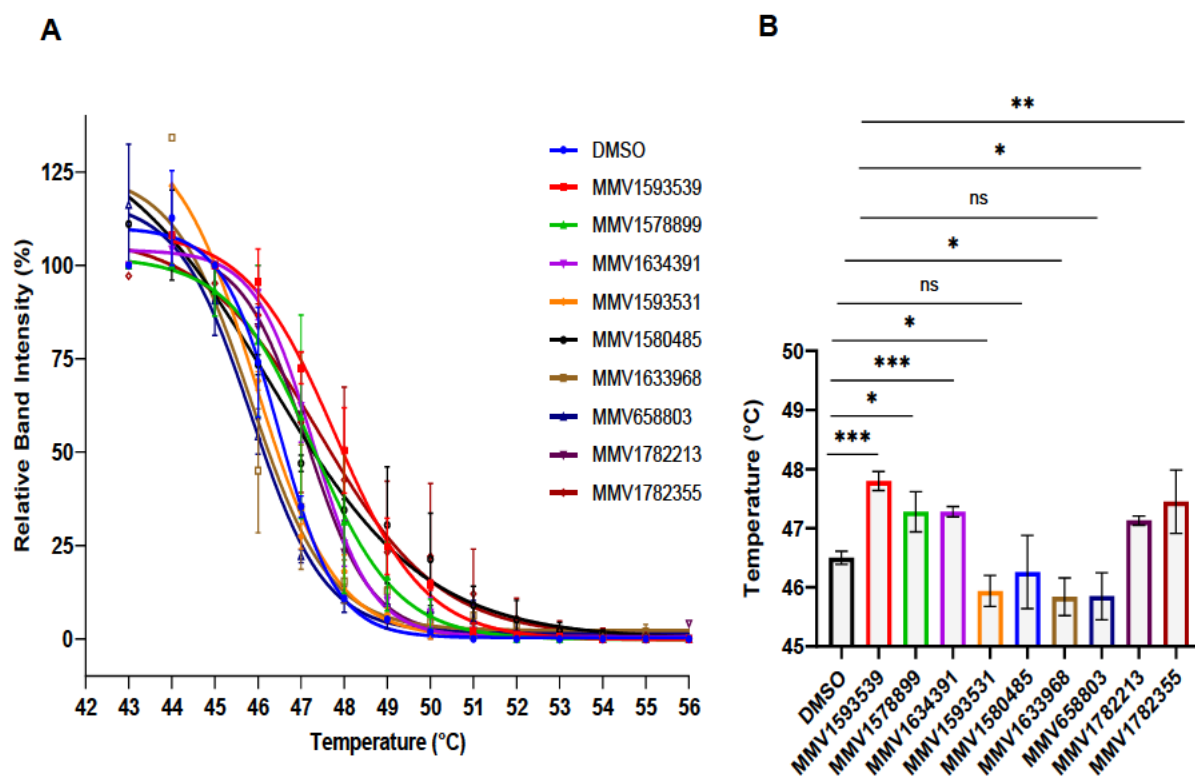 A
Relative Band Intensity (%)
125
100
75
50
25
0
42 43 44 45 46 47 48 49 50 51 52 53 54 55 56
Temperature (°C)
DMSO
MMV1593539
MMV1578899
MMV1634391
MMV1593531
MMV1580485
MMV1633968
MMV658803
MMV1782213
MMV1782355
B
**
*
ns
*
ns
*
***
*
***
Temperature (°C)
50
49
48
47
46
45
DMSO
MMV1593539
MMV1578899
MMV1634391
MMV1593531
MMV1580485
MMV1633968
MMV658803
MMV1782213
MMV1782355